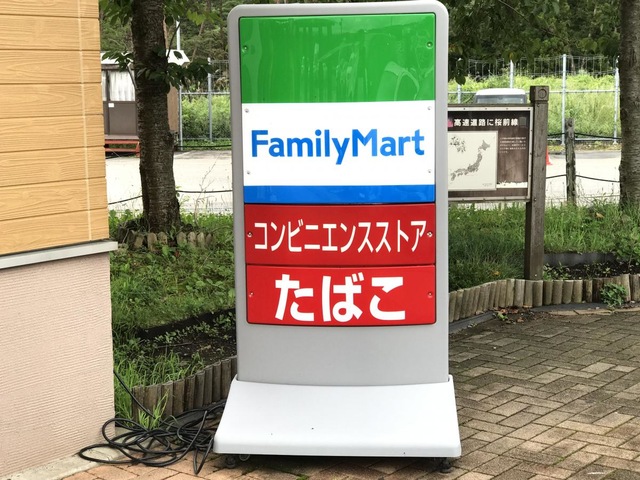 FamilyMart
コンビニエンスストア
たばこ
高速道路に桜前線